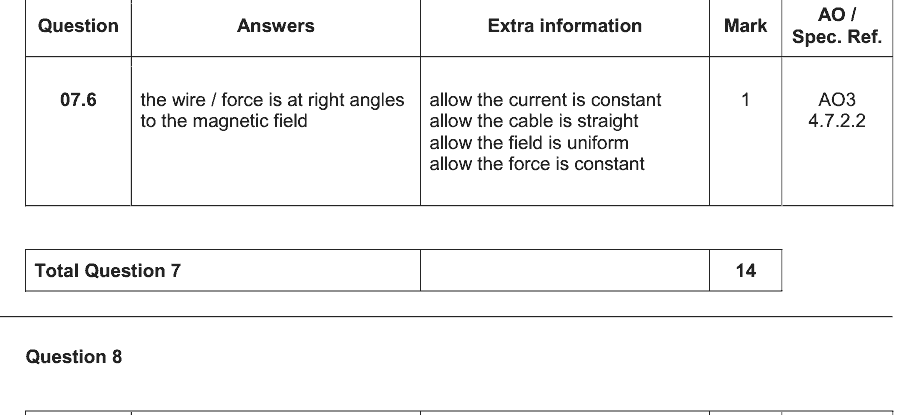 Question Answers Extra information Mark AO /
Spec. Ref.
07.6 the wire / force is at right angles allow the current is constant 1 AO3
to the magnetic field allow the cable is straight 4.7.2.2
allow the field is uniform
allow the force is constant
Total Question 7 14
Question 8